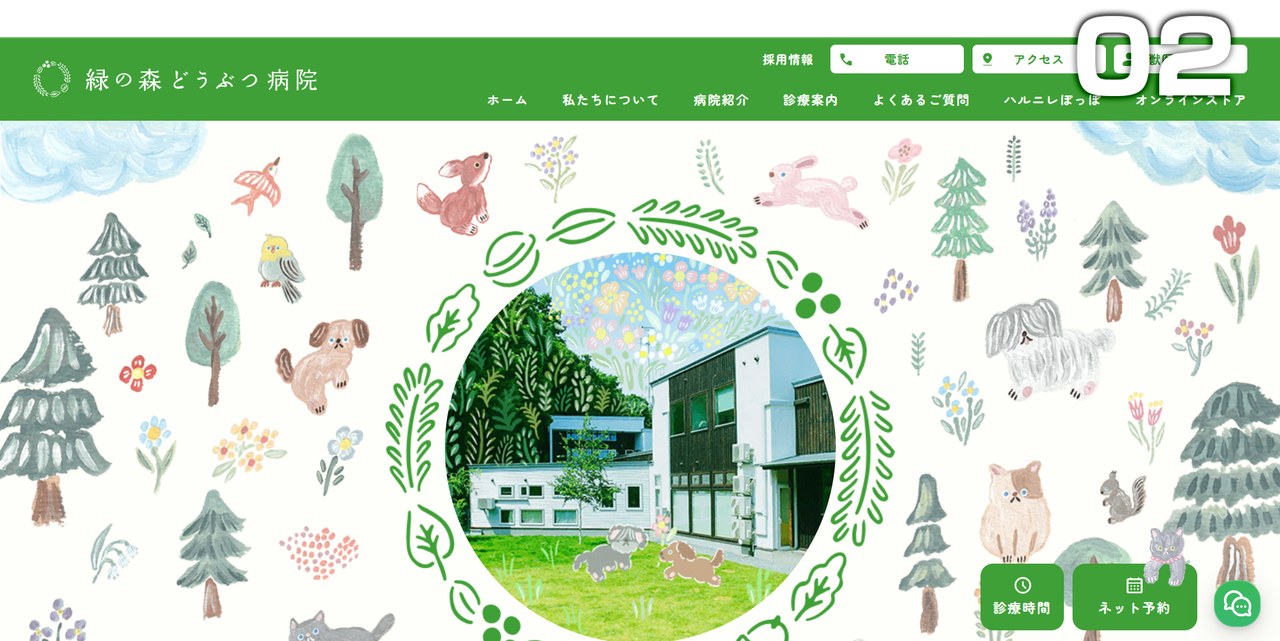 02
緑の森どうぶつ病院
採用情報
電話
アクセス
ホーム
私たちについて
病院紹介
診療案内
よくあるご質問
ハルニレぽっぽ
オンラインストア
診療時間
ネット予約